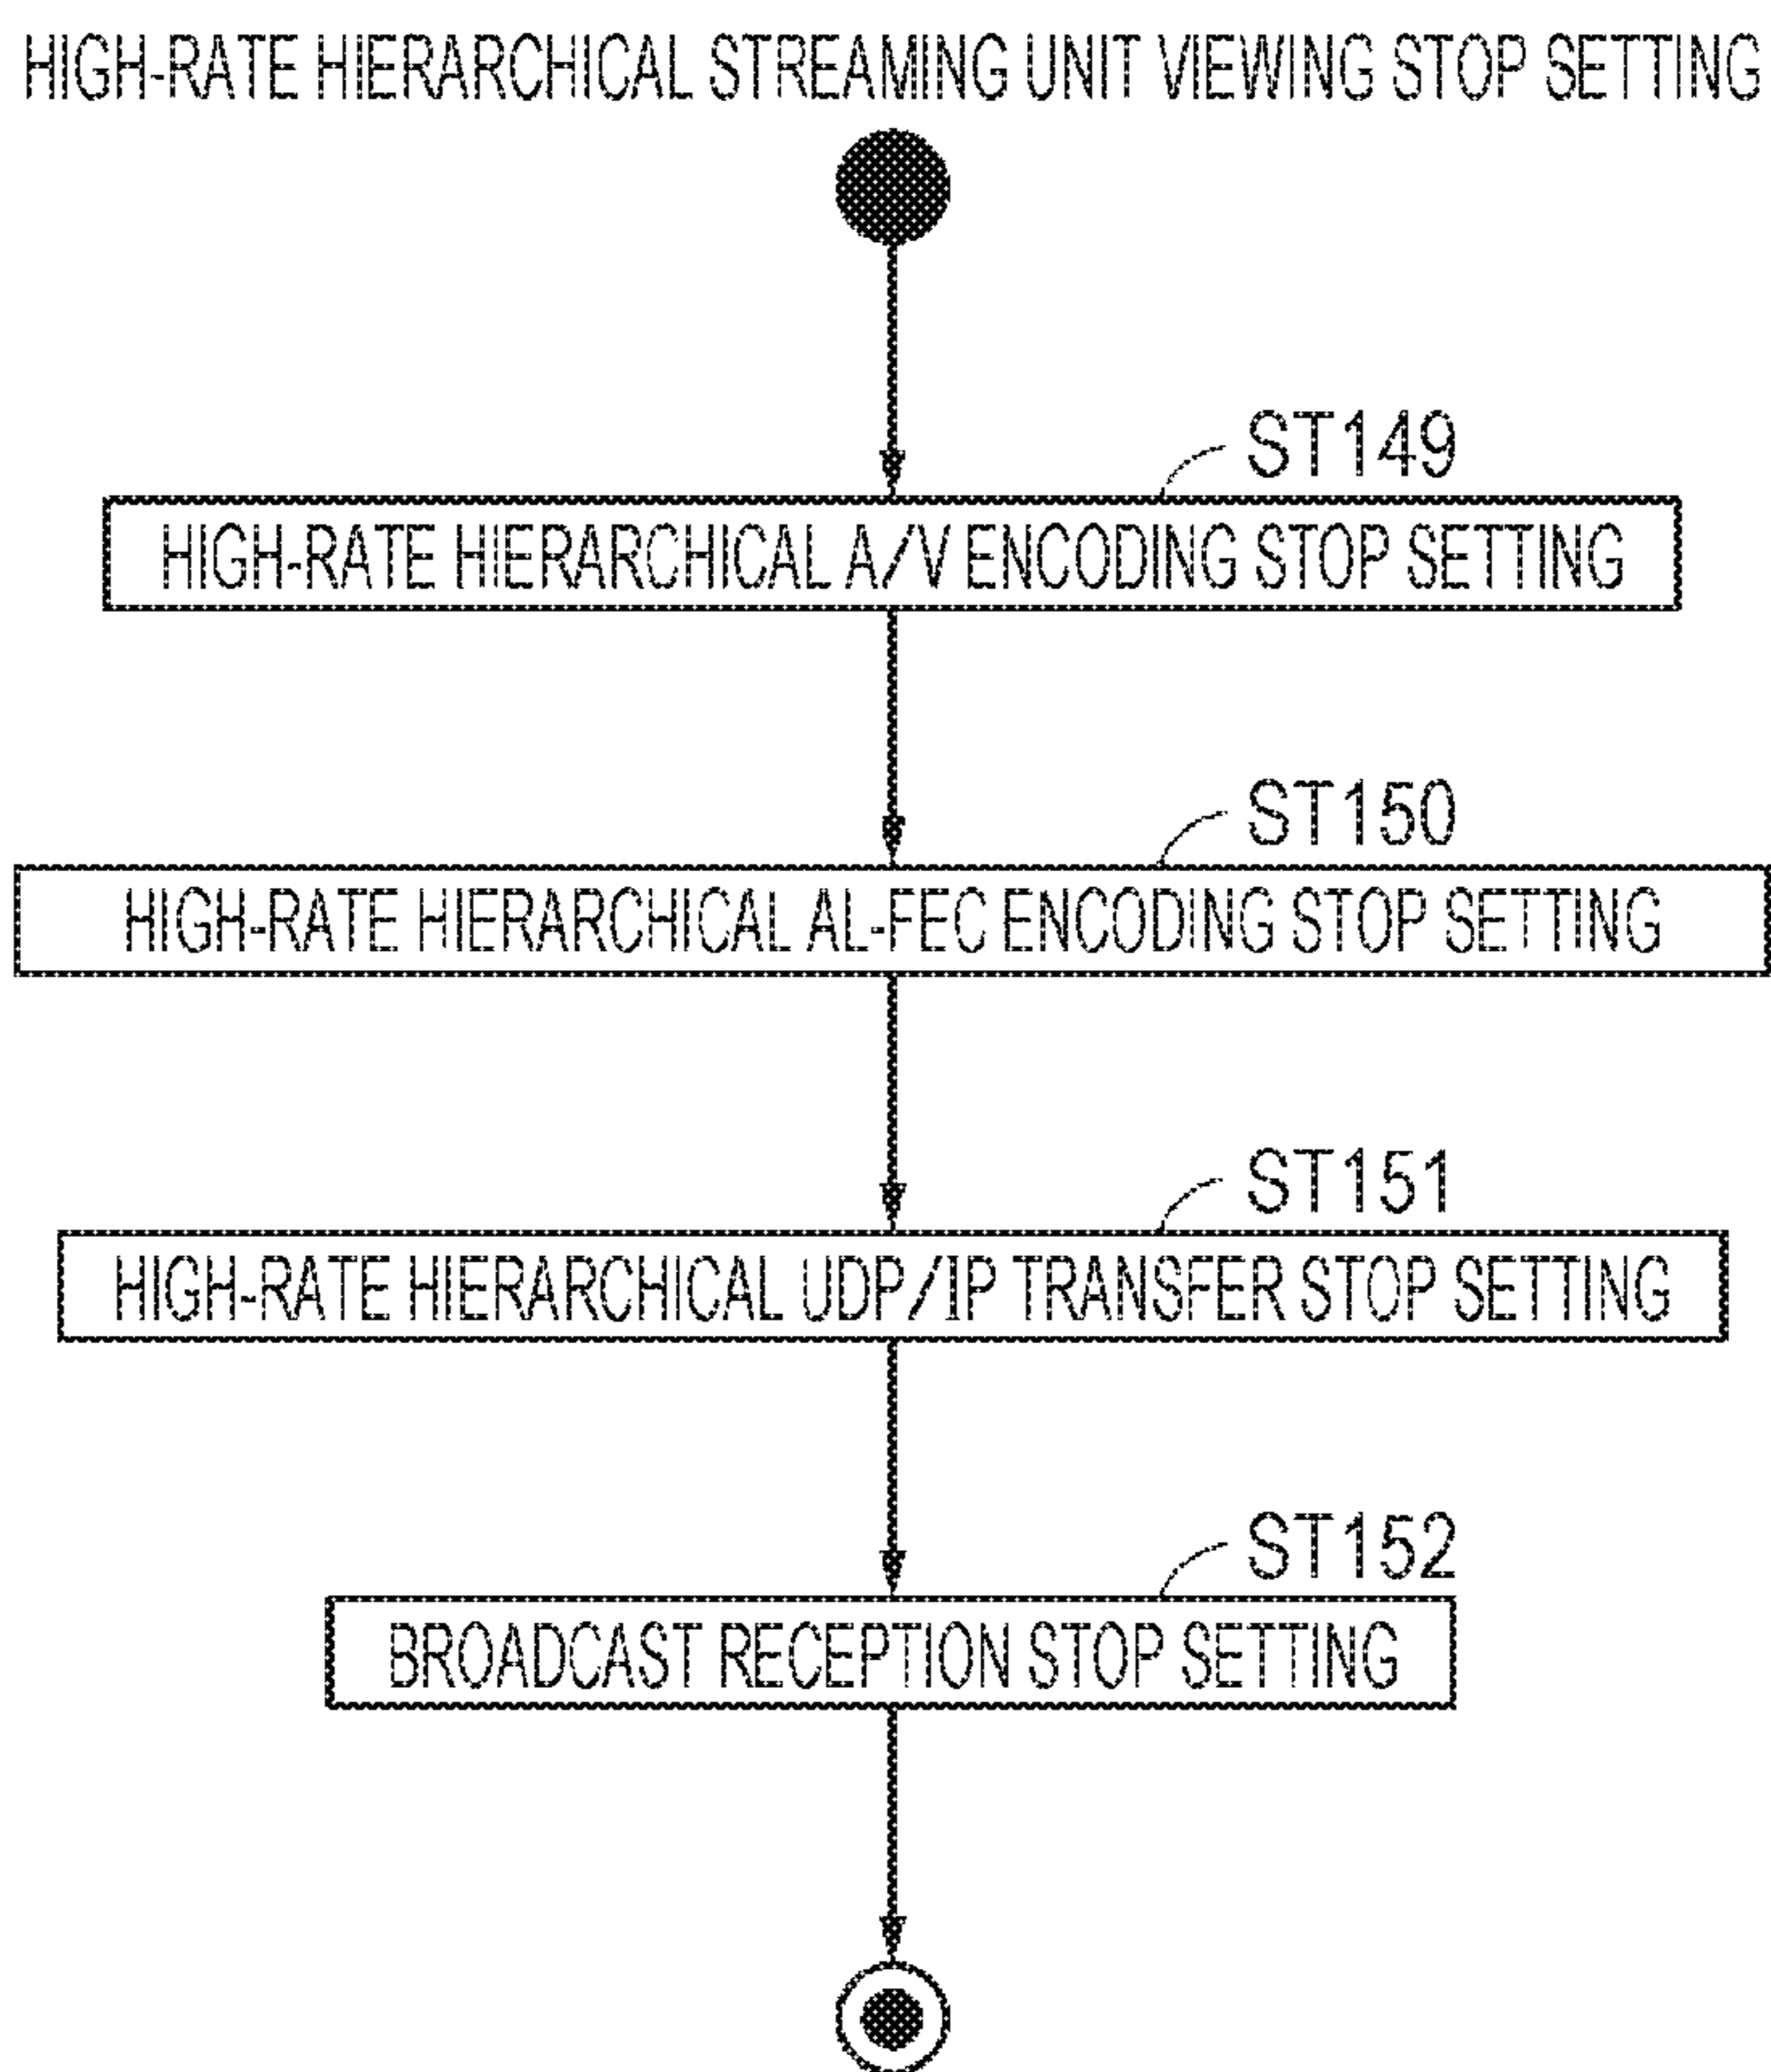 HIGH-RATE HIERARCHICAL STREAMING UNIT VIEWING STOP SETTING
ST149
HIGH-RATE HIERARCHICAL A/V ENCODING STOP SETTING
ST150
HIGH-RATE HIERARCHICAL AL-FEC ENCODING STOP SETTING
ST151
HIGH-RATE HIERARCHICAL UDP/IP TRANSFER STOP SETTING
ST152
BROADCAST RECEPTION STOP SETTING